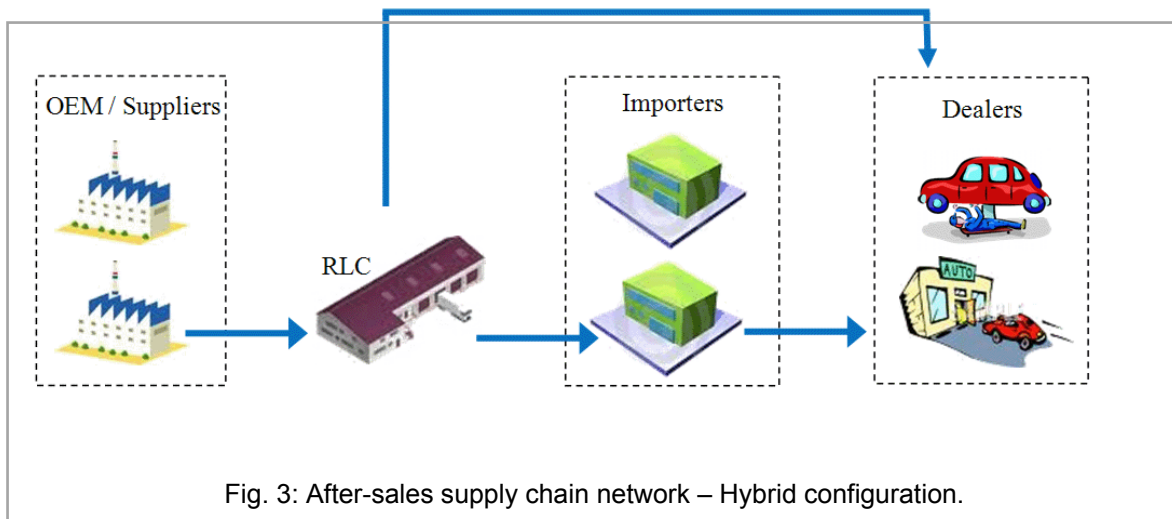 OEM / Suppliers
Importers
Dealers
RLC
AUTO
Fig. 3: After-sales supply chain network – Hybrid configuration.